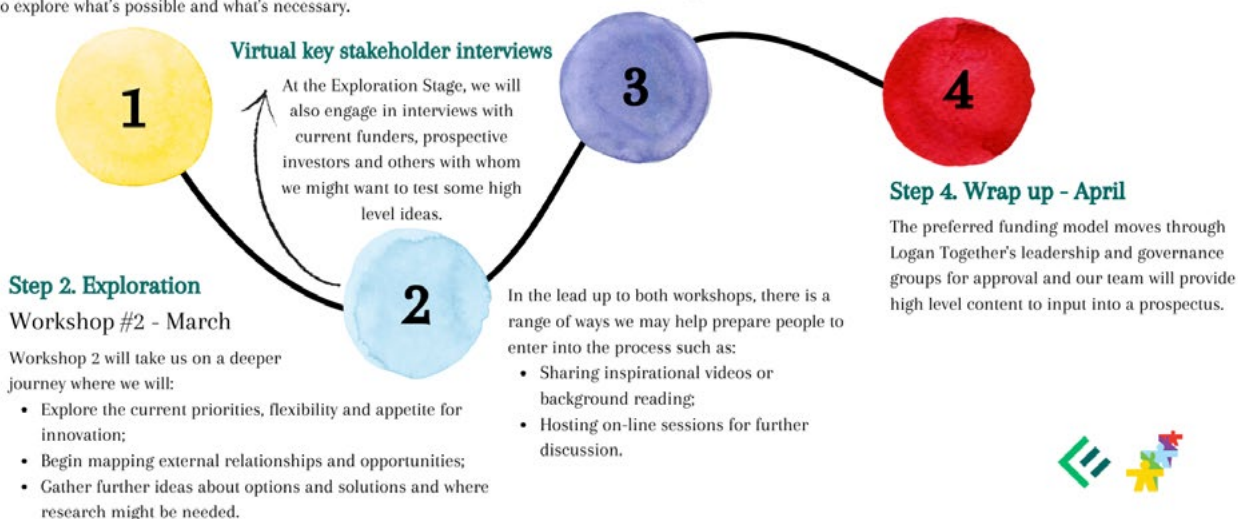 o explore what's possible and what's necessary.
1
Virtual key stakeholder interviews
At the Exploration Stage, we will
also engage in interviews with
current funders, prospective
investors and others with whom
we might want to test some high
level ideas.
2
3
4
Step 2. Exploration
Workshop #2 - March
Workshop 2 will take us on a deeper
journey where we will:
• Explore the current priorities, flexibility and appetite for
innovation;
• Begin mapping external relationships and opportunities;
• Gather further ideas about options and solutions and where
research might be needed.
In the lead up to both workshops, there is a
range of ways we may help prepare people to
enter into the process such as:
• Sharing inspirational videos or
background reading;
• Hosting on-line sessions for further
discussion.
Step 4. Wrap up - April
The preferred funding model moves through
Logan Together's leadership and governance
groups for approval and our team will provide
high level content to input into a prospectus.